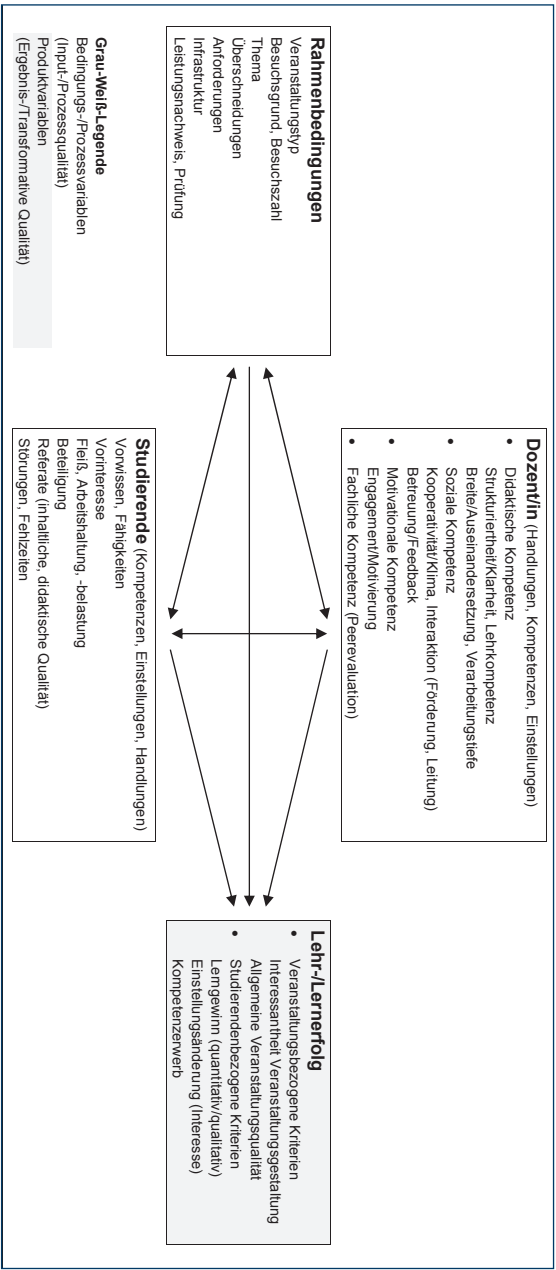 Rahmenbedingungen
Veranstaltungstyp
Besuchsgrund, Besuchszahl
Thema
Überschneidungen
Anforderungen
Infrastruktur
Leistungsnachweis, Prüfung
Grau-Weiß-Legende
Bedingungs-/Prozessvariablen
(Input-/Prozessqualität)
Produktvariablen
(Ergebnis-/Transformative Qualität)
Dozent/in (Handlungen, Kompetenzen, Einstellungen)
• Didaktische Kompetenz
Strukturiertheit/Klarheit, Lehrkompetenz
Breite/Auseinandersetzung, Verarbeitungstiefe
• Soziale Kompetenz
Kooperativität/Klima, Interaktion (Förderung, Leitung)
Betreuung/Feedback
• Motivationale Kompetenz
Engagement/Motivierung
• Fachliche Kompetenz (Peerevaluation)
Studierende (Kompetenzen, Einstellungen, Handlungen)
Vorwissen, Fähigkeiten
Vorinteresse
Fleiß, Arbeitshaltung, -belastung
Beteiligung
Referate (inhaltliche, didaktische Qualität)
Störungen, Fehlzeiten
Lehr-/Lernerfolg
• Veranstaltungsbezogene Kriterien
Interessantheit Veranstaltungsgestaltung
Allgemeine Veranstaltungsqualität
• Studierendenbezogene Kriterien
Lerngewinn (quantitativ/qualitativ)
Einstellungsänderung (Interesse)
Kompetenzerwerb